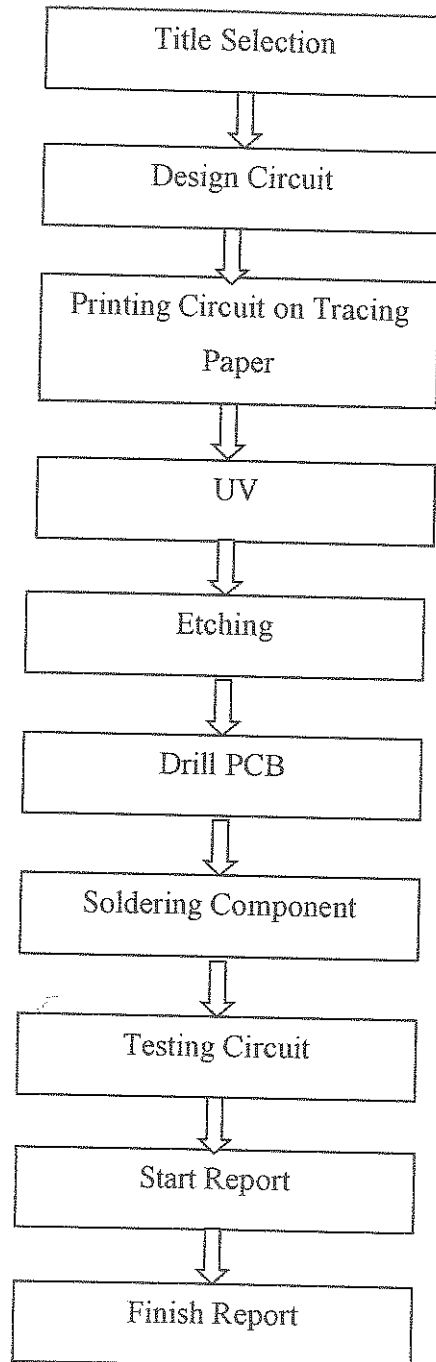 Title Selection
Design Circuit
Printing Circuit on Tracing
Paper
UV
Etching
Drill PCB
Soldering Component
Testing Circuit
Start Report
Finish Report